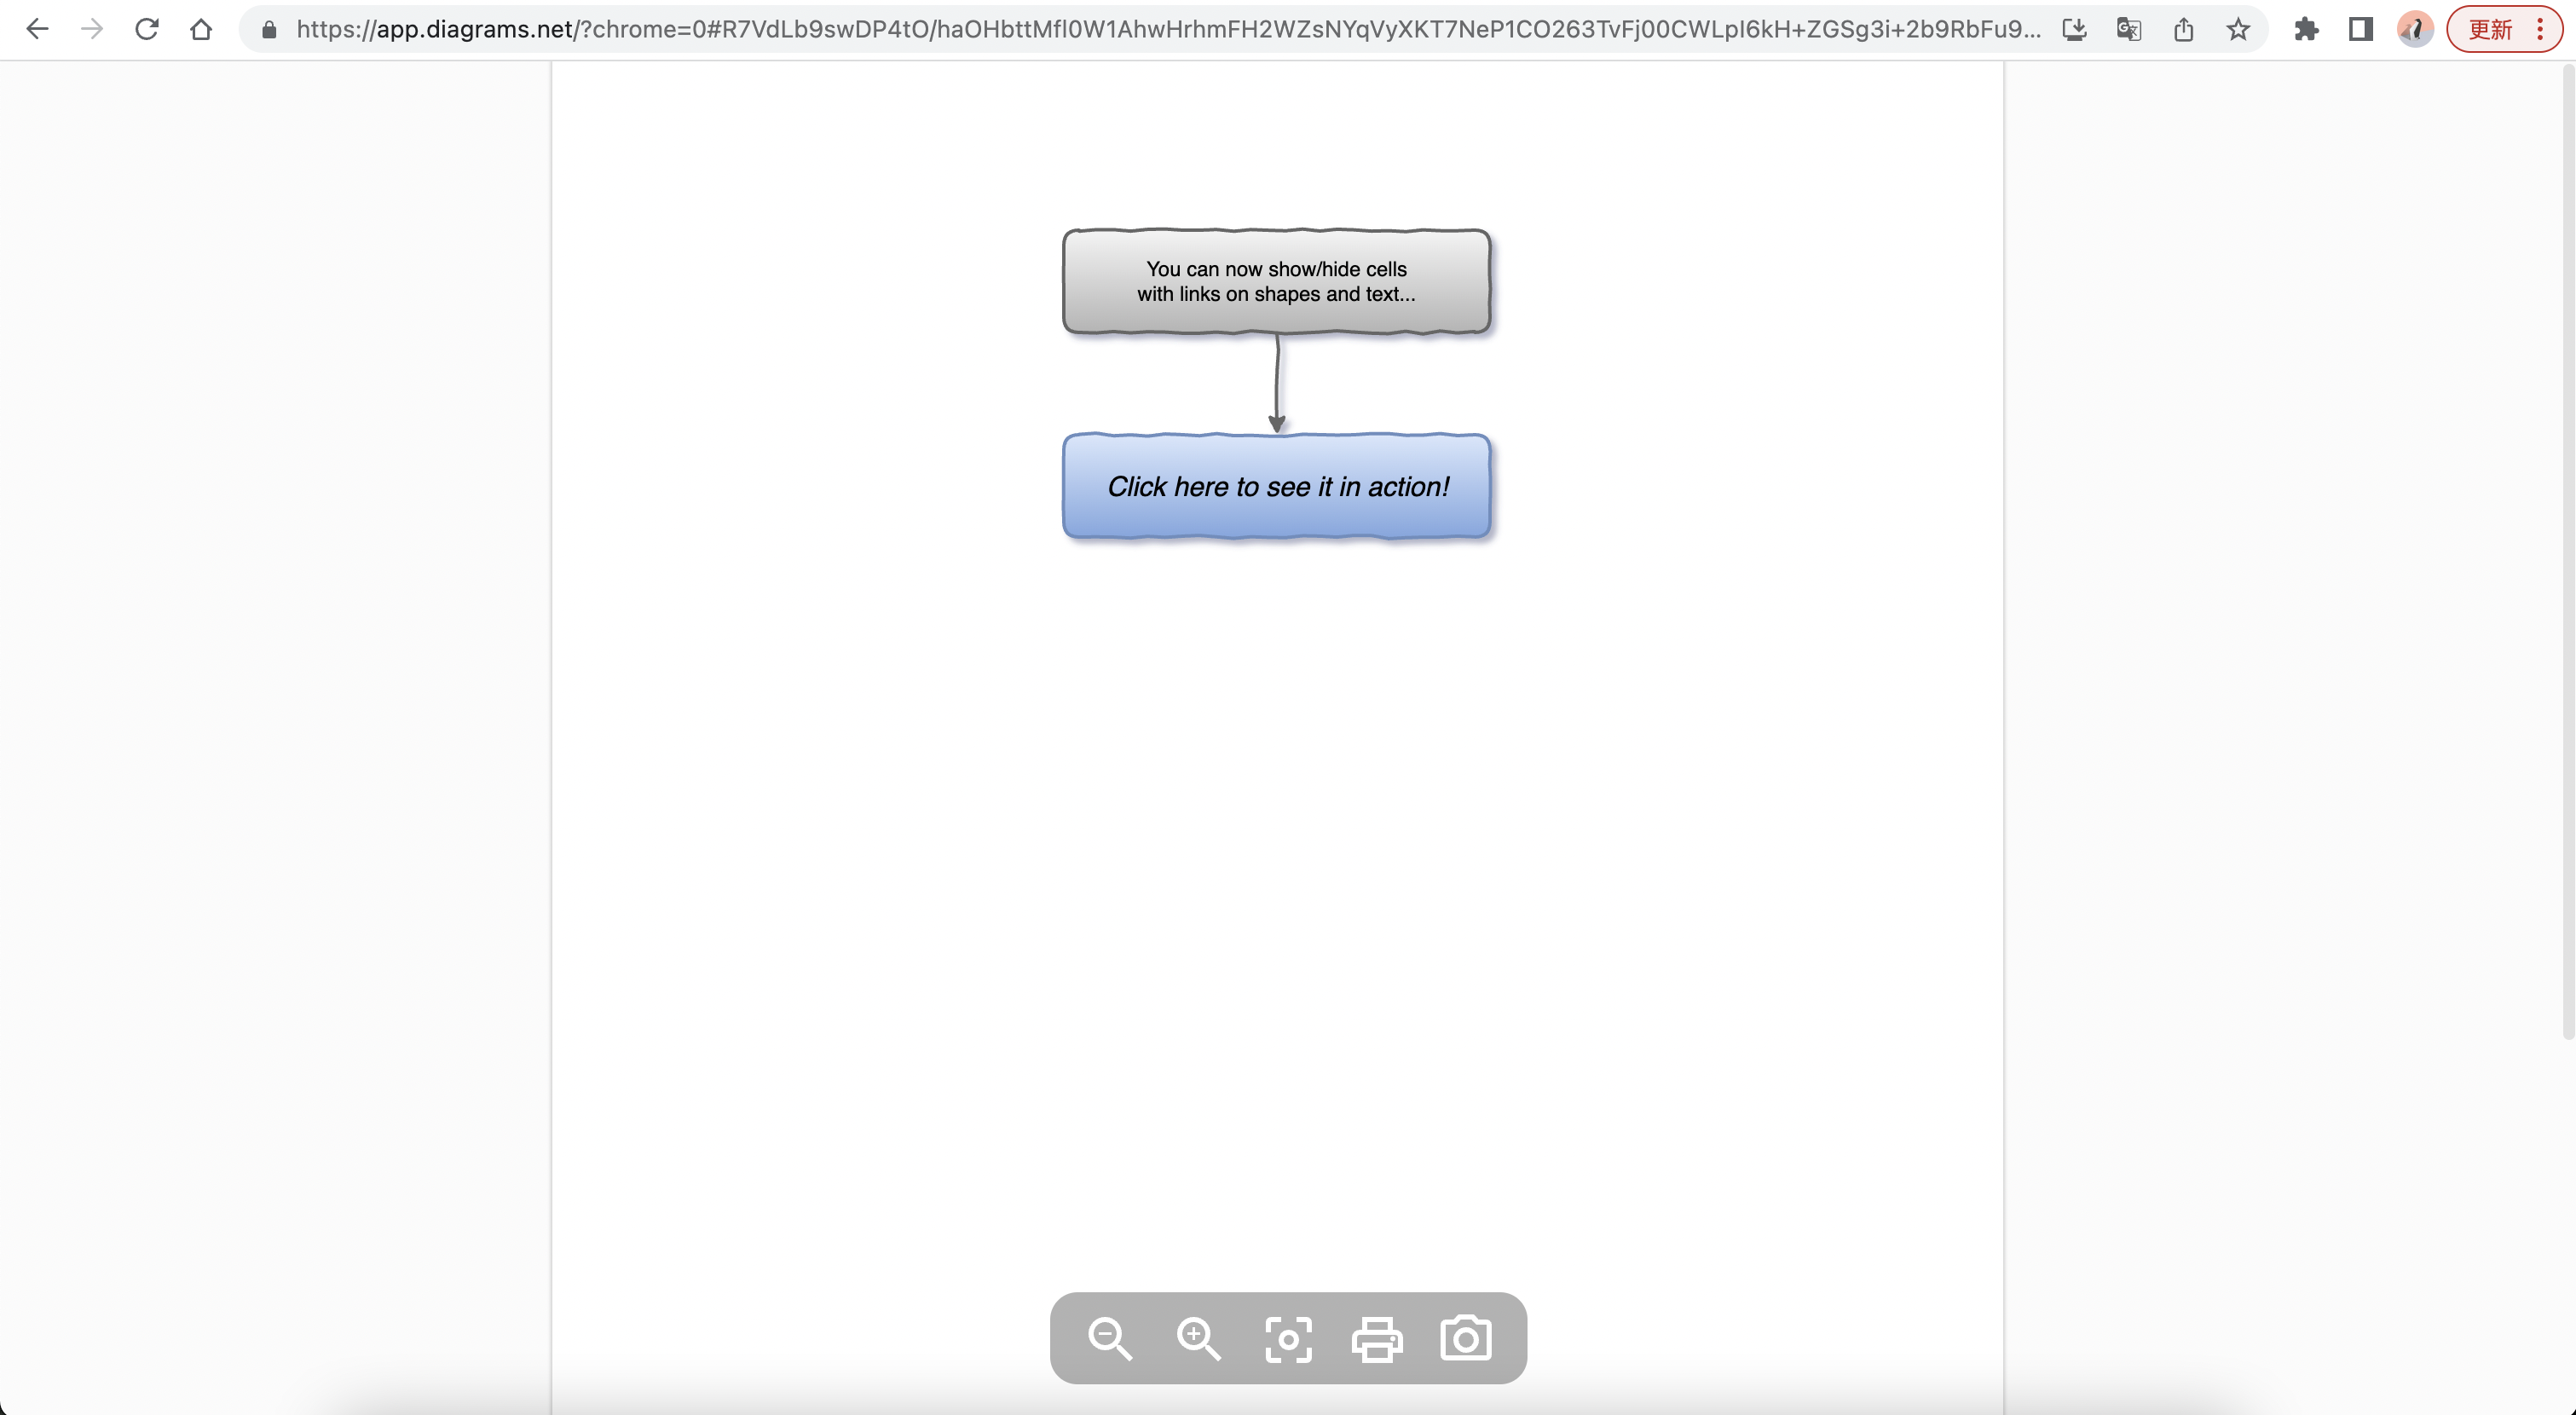 https://app.diagrams.net/?chrome=0#R7VdLb9swDP4tO/haOHbttMfl0W1AhwHrhmFH2WZsNYqVyXKT7NeP1CO263TvFj00CWLpI6kH+ZGSg3i+2b9RbFu9... 更新
You can now show/hide cells
with links on shapes and text...
Click here to see it in action!